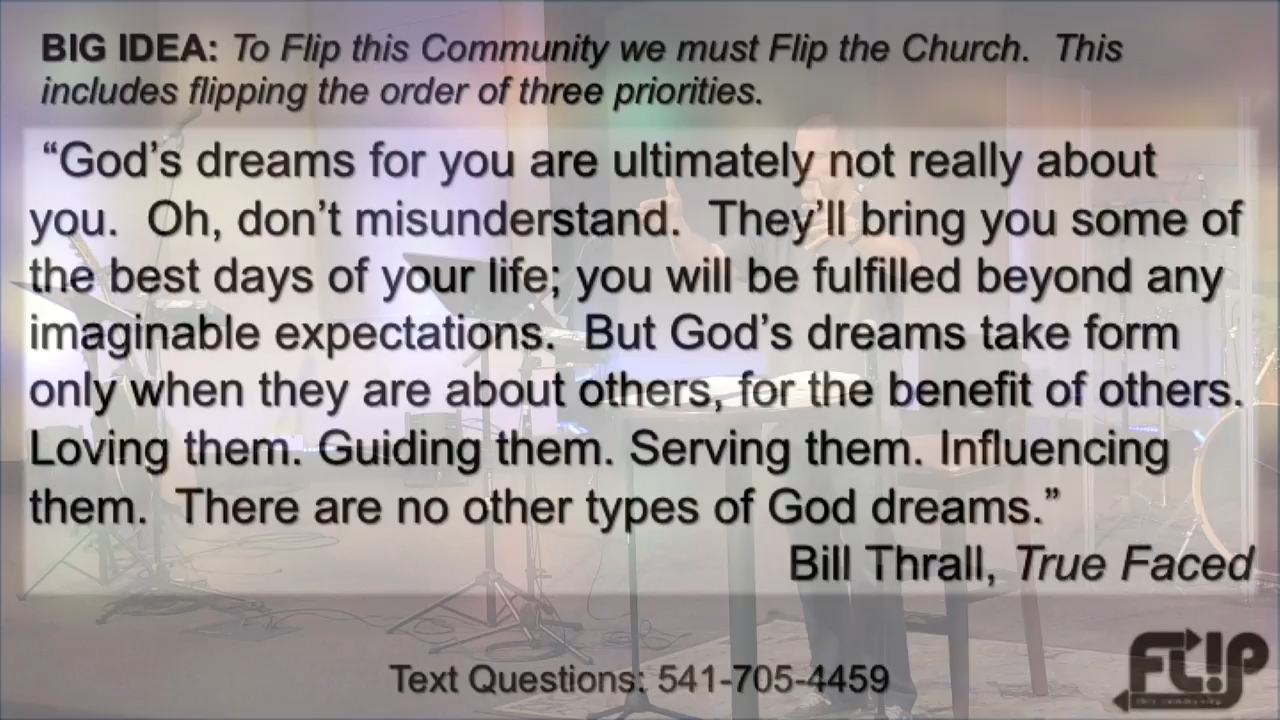 BIG IDEA: To Flip this Community we must Flip the Church. This
includes flipping the order of three priorities.
“God’s dreams for you are ultimately not really about
you. Oh, don’t misunderstand. They’ll bring you some of
the best days of your life; you will be fulfilled beyond any
imaginable expectations. But God’s dreams take form
only when they are about others, for the benefit of others.
Loving them. Guiding them. Serving them. Influencing
them. There are no other types of God dreams.”
Bill Thrall, True Faced
Text Questions: 541-705-4459
FL!P